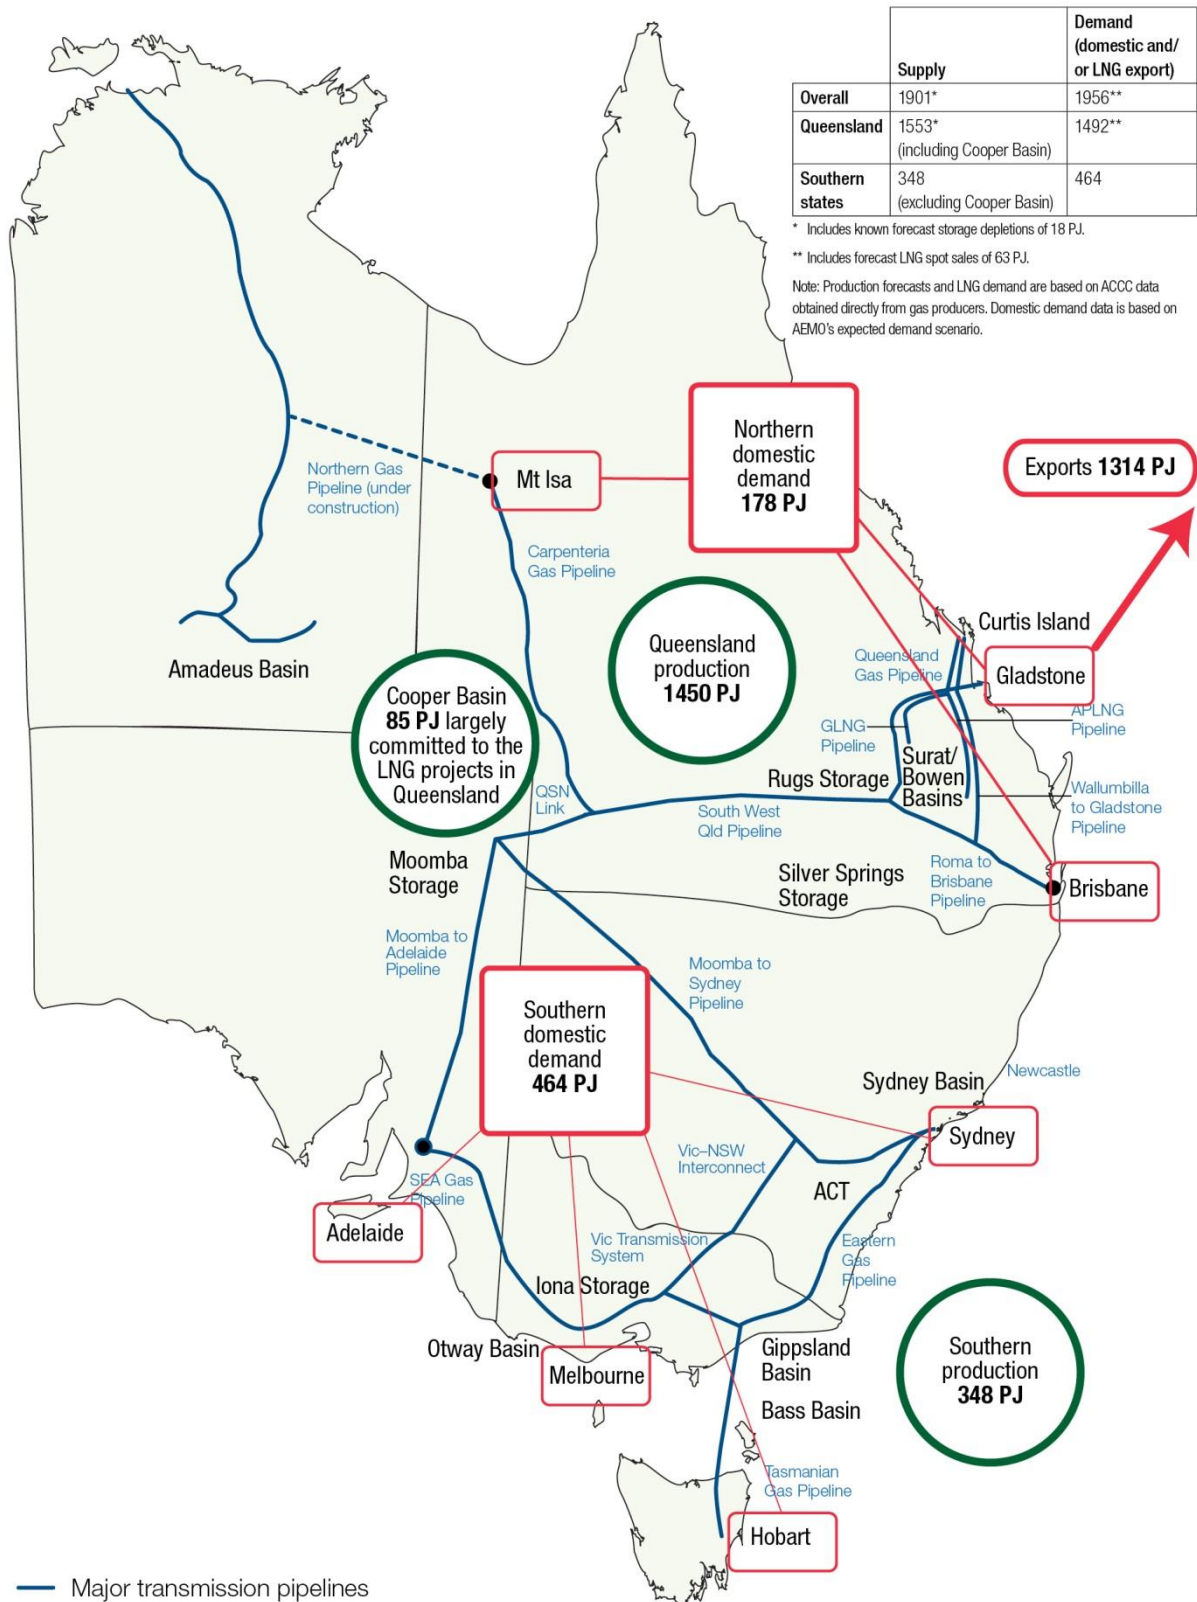 Supply
Demand
(domestic and/
or LNG export)
Overall
1901*
1956**
Queensland
1553*
(including Cooper Basin)
1492**
Southern
states
348
(excluding Cooper Basin)
464
* Includes known forecast storage depletions of 18 PJ.
** Includes forecast LNG spot sales of 63 PJ.
Note: Production forecasts and LNG demand are based on ACCC data
obtained directly from gas producers. Domestic demand data is based on
AEMO's expected demand scenario.
Northern
domestic
demand
178 PJ
Exports 1314 PJ
Northern Gas
Pipeline (under
construction)
Mt Isa
Carpenteria
Gas Pipeline
Curtis Island
Queensland
production
1450 PJ
Queensland
Gas Pipeline
Gladstone
Amadeus Basin
Cooper Basin
85 PJ largely
committed to the
LNG projects in
Queensland
GLNG
Pipeline
APLNG
Pipeline
Surat/
Bowen
Basins
Rugs Storage
QSN
Link
South West
Qld Pipeline
Wallumbilla
to Gladstone
Pipeline
Moomba
Storage
Silver Springs
Storage
Roma to
Brisbane
Pipeline
Brisbane
Moomba to
Adelaide
Pipeline
Moomba to
Sydney
Pipeline
Southern
domestic
demand
464 PJ
Sydney Basin
Newcastle
Sydney
Vic–NSW
Interconnect
ACT
SEA Gas
Pipeline
Adelaide
Vic Transmission
System
Eastern
Gas
Pipeline
Iona Storage
Otway Basin
Melbourne
Gippsland
Basin
Southern
production
348 PJ
Bass Basin
Tasmanian
Gas Pipeline
Hobart
Major transmission pipelines